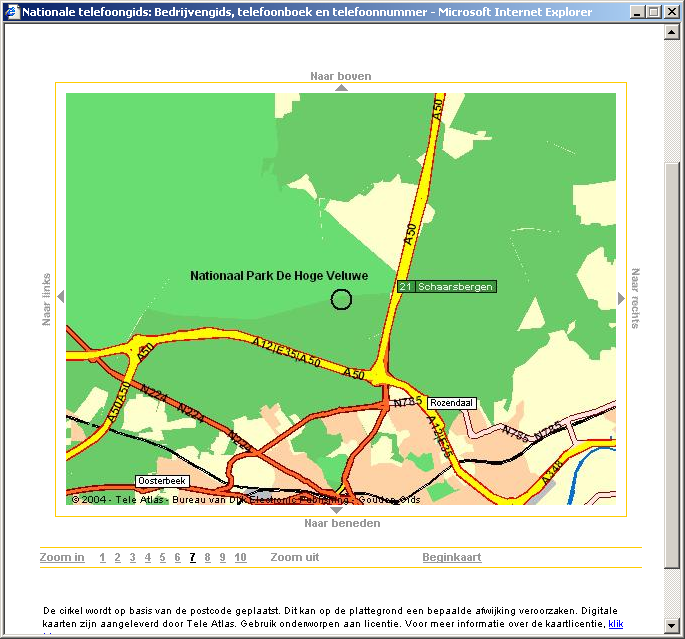 Nationale telefoongids: Bedrijvengids, telefoonboek en telefoonnummer - Microsoft Internet Explorer
Naar boven
A50
A50
Nationaal Park De Hoge Veluwe
21 Schaarsbergen
Naar links
Naar rechts
A50
A12|E35|A50
A50
A50A50
N224
N224
N224
N785
Rozendaal
A12|E35
N785
N785
A348
Oosterbeek
© 2004 - Tele Atlas - Bureau van Dijk Electronic Publishing - Gouden Gids
Naar beneden
Zoom in 1 2 3 4 5 6 7 8 9 10 Zoom uit Beginkaart
De cirkel wordt op basis van de postcode geplaatst. Dit kan op de plattegrond een bepaalde afwijking veroorzaken. Digitale
kaarten zijn aangeleverd door Tele Atlas. Gebruik onderworpen aan licentie. Voor meer informatie over de kaartlicentie, klik